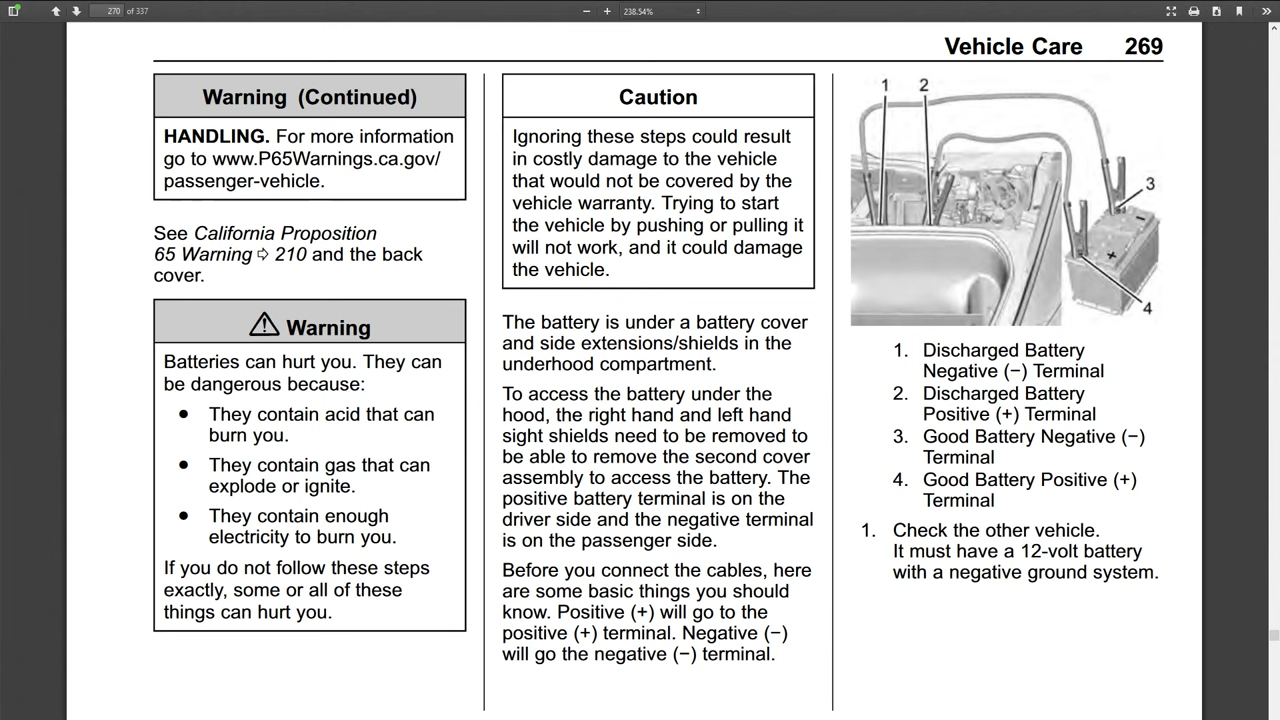 270 of 337
238.54%
Vehicle Care 269
Warning (Continued)
HANDLING. For more information
go to www.P65Warnings.ca.gov/
passenger-vehicle.
See California Proposition
65 Warning ⇨ 210 and the back
cover.
⚠ Warning
Batteries can hurt you. They can
be dangerous because:
• They contain acid that can
burn you.
• They contain gas that can
explode or ignite.
• They contain enough
electricity to burn you.
If you do not follow these steps
exactly, some or all of these
things can hurt you.
Caution
Ignoring these steps could result
in costly damage to the vehicle
that would not be covered by the
vehicle warranty. Trying to start
the vehicle by pushing or pulling it
will not work, and it could damage
the vehicle.
The battery is under a battery cover
and side extensions/shields in the
underhood compartment.
To access the battery under the
hood, the right hand and left hand
sight shields need to be removed to
be able to remove the second cover
assembly to access the battery. The
positive battery terminal is on the
driver side and the negative terminal
is on the passenger side.
Before you connect the cables, here
are some basic things you should
know. Positive (+) will go to the
positive (+) terminal. Negative (−)
will go the negative (−) terminal.
1 2
3
4
1. Discharged Battery
Negative (−) Terminal
2. Discharged Battery
Positive (+) Terminal
3. Good Battery Negative (−)
Terminal
4. Good Battery Positive (+)
Terminal
1. Check the other vehicle.
It must have a 12-volt battery
with a negative ground system.